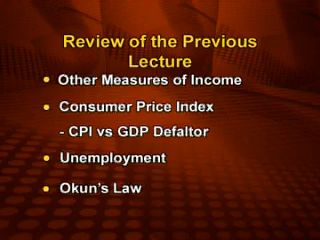 Review of the Previous
Lecture
Other Measures of Income
Consumer Price Index
- CPI vs GDP Defaltor
Unemployment
Okun's Law